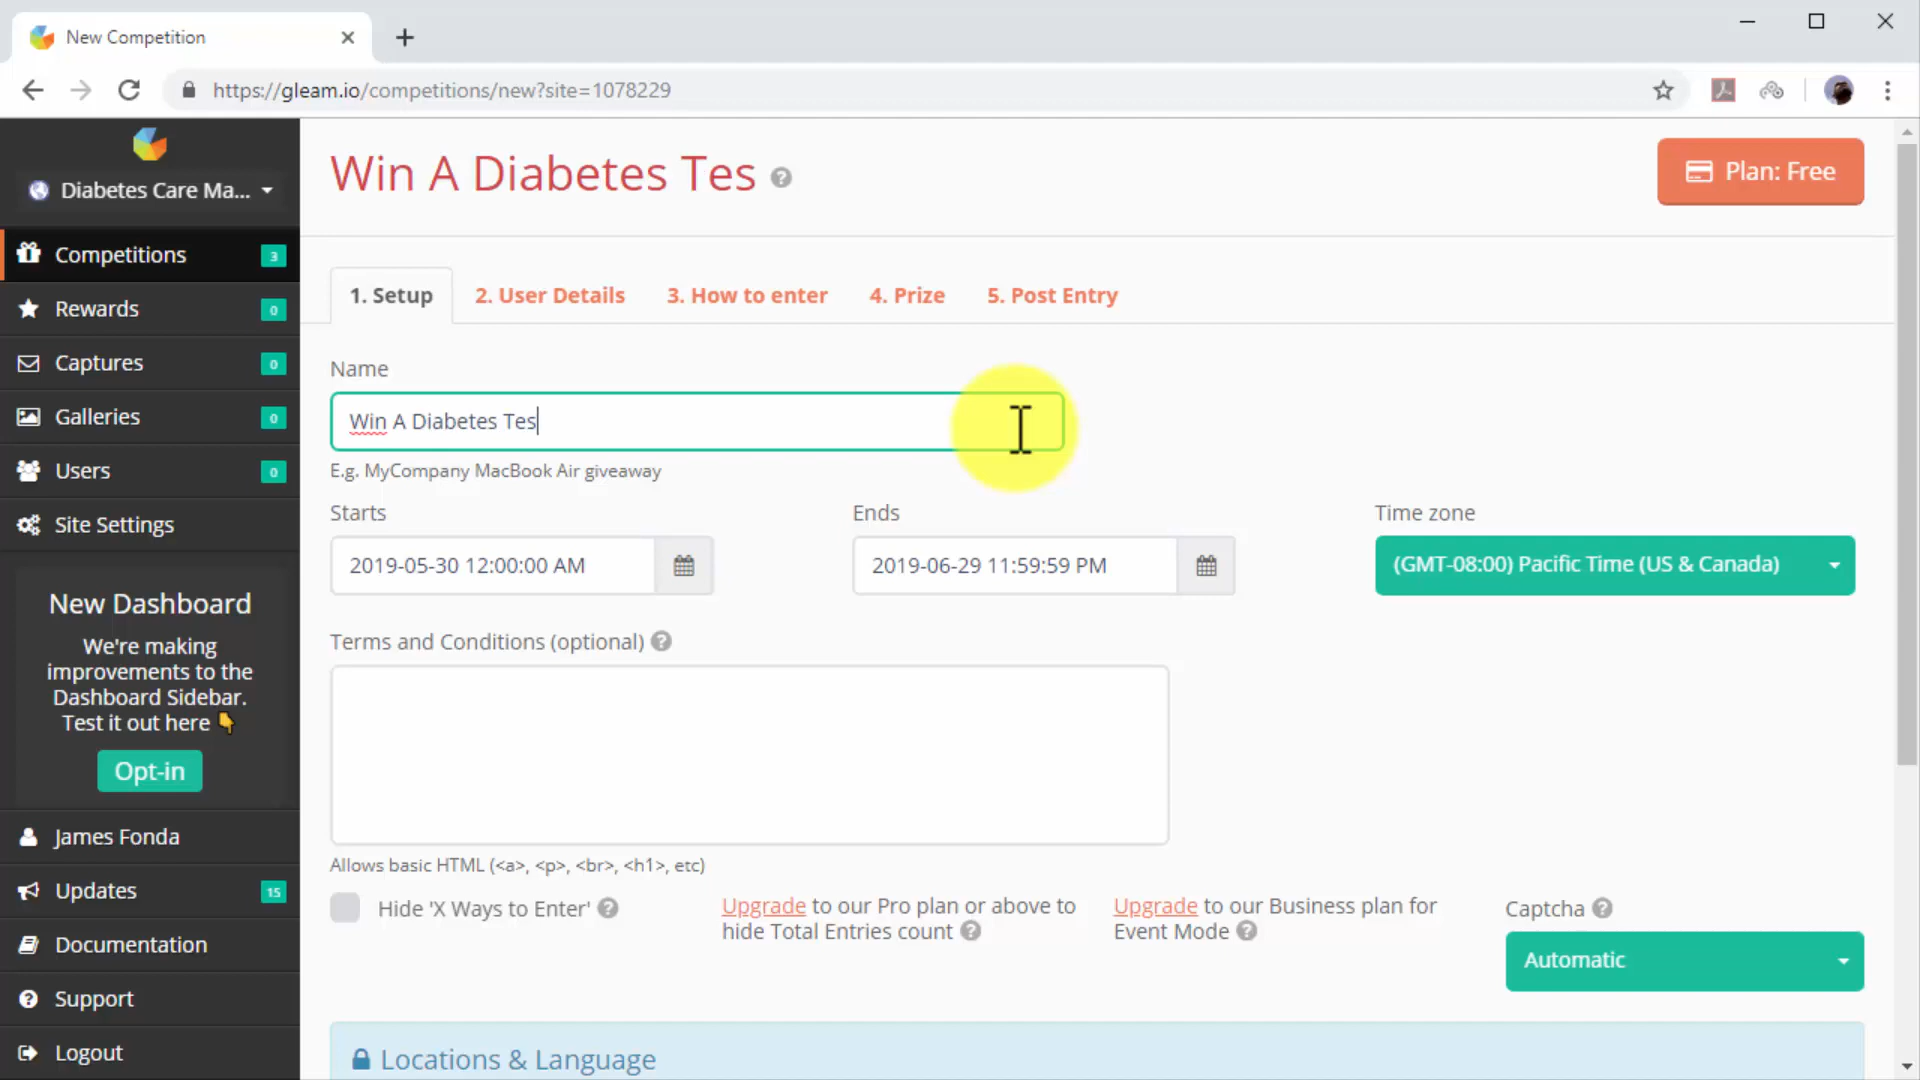 New Competition
https://gleam.io/competitions/new?site=1078229
Diabetes Care Ma...
Competitions 3
Rewards 0
Captures 0
Galleries 0
Users 0
Site Settings
New Dashboard
We're making
improvements to the
Dashboard Sidebar.
Test it out here
Opt-in
James Fonda
Updates 15
Documentation
Support
Logout
Win A Diabetes Tes
Plan: Free
1. Setup 2. User Details 3. How to enter 4. Prize 5. Post Entry
Name
Win A Diabetes Tes
E.g. MyCompany MacBook Air giveaway
Starts Ends Time zone
2019-05-30 12:00:00 AM 2019-06-29 11:59:59 PM (GMT-08:00) Pacific Time (US & Canada)
Terms and Conditions (optional)
Allows basic HTML (<a>, <p>, <br>, <h1>, etc)
Hide 'X Ways to Enter'
Upgrade to our Pro plan or above to
hide Total Entries count
Upgrade to our Business plan for
Event Mode
Captcha
Automatic
Locations & Language